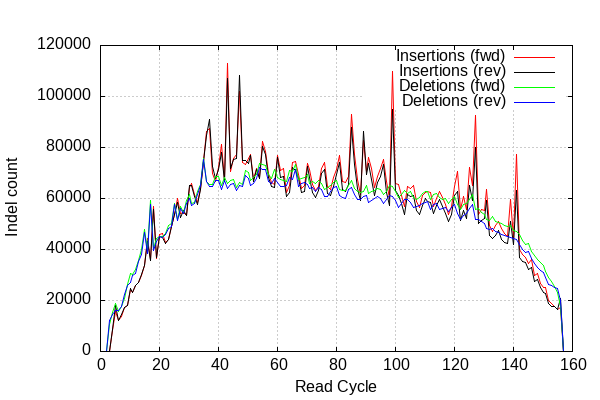 120000
100000
80000
60000
40000
20000
0
Indel count
Insertions (fwd)
Insertions (rev)
Deletions (fwd)
Deletions (rev)
0 20 40 60 80 100 120 140 160
Read Cycle